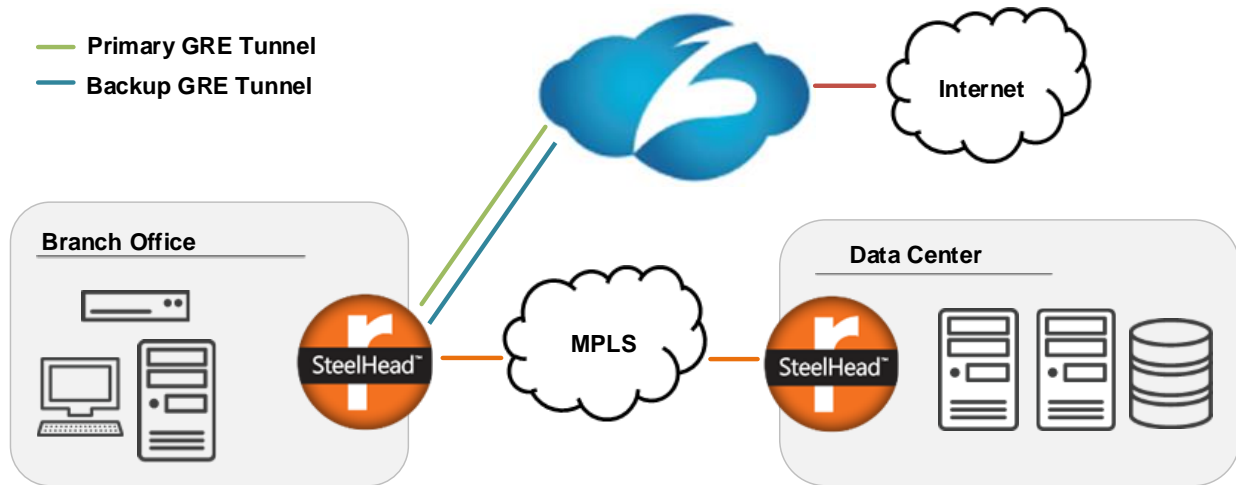 Primary GRE Tunnel
Backup GRE Tunnel
Internet
Branch Office
Data Center
MPLS
SteelHead™
SteelHead™